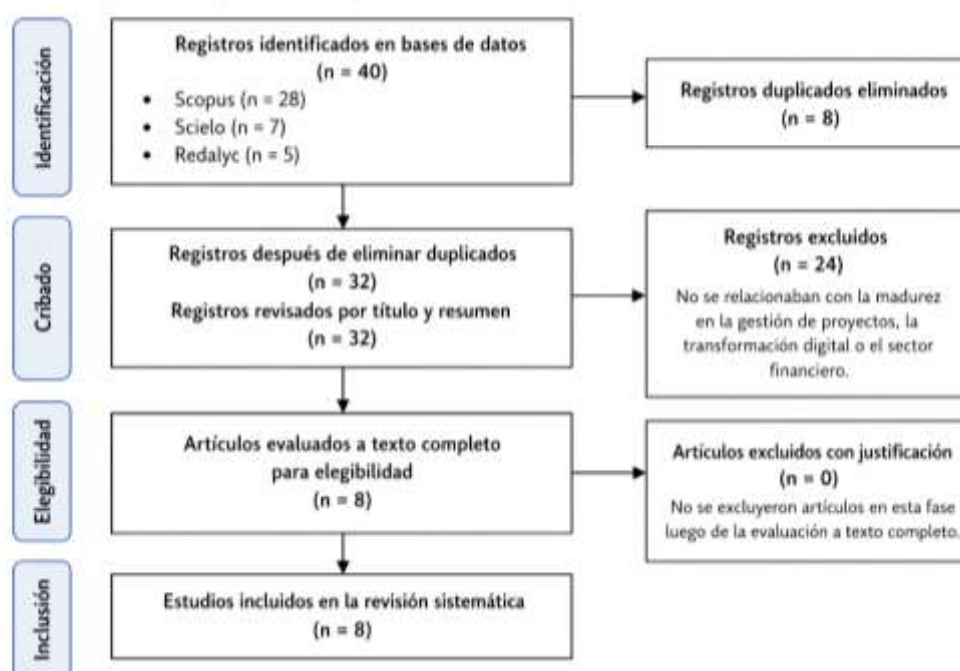 Identificación
Registros identificados en bases de datos
(n = 40)
• Scopus (n = 28)
• Scielo (n = 7)
• Redalyc (n = 5)
Registros duplicados eliminados
(n = 8)
Cribado
Registros después de eliminar duplicados
(n = 32)
Registros revisados por título y resumen
(n = 32)
Registros excluidos
(n = 24)
No se relacionaban con la madurez
en la gestión de proyectos, la
transformación digital o el sector
financiero.
Elegibilidad
Artículos evaluados a texto completo
para elegibilidad
(n = 8)
Artículos excluidos con justificación
(n = 0)
No se excluyeron artículos en esta fase
luego de la evaluación a texto completo.
Inclusión
Estudios incluidos en la revisión sistemática
(n = 8)